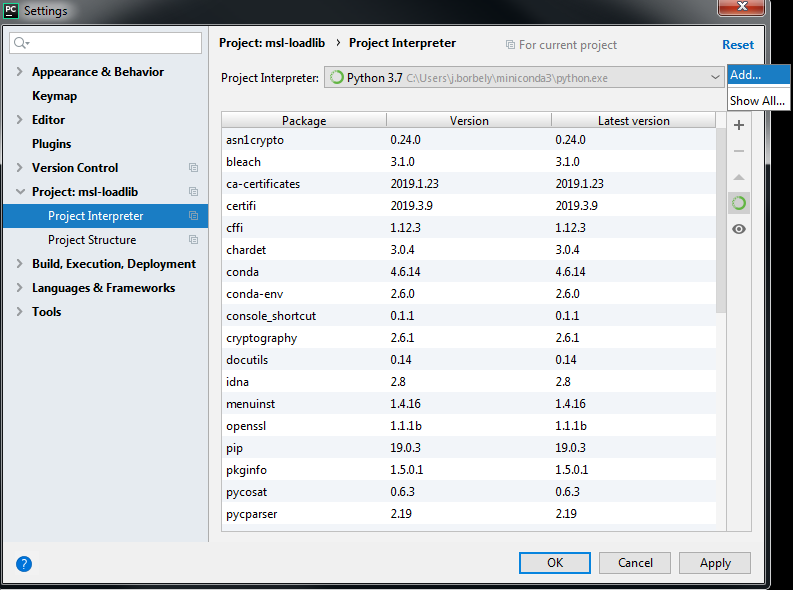 PC Settings
Project: msl-loadlib › Project Interpreter For current project Reset
Appearance & Behavior
Keymap
Editor
Plugins
Version Control
Project: msl-loadlib
Project Interpreter
Project Structure
Build, Execution, Deployment
Languages & Frameworks
Tools
Project Interpreter: Python 3.7 C:\Users\j.borbely\miniconda3\python.exe
Add...
Show All...
Package Version Latest version
asn1crypto 0.24.0 0.24.0
bleach 3.1.0 3.1.0
ca-certificates 2019.1.23 2019.1.23
certifi 2019.3.9 2019.3.9
cffi 1.12.3 1.12.3
chardet 3.0.4 3.0.4
conda 4.6.14 4.6.14
conda-env 2.6.0 2.6.0
console_shortcut 0.1.1 0.1.1
cryptography 2.6.1 2.6.1
docutils 0.14 0.14
idna 2.8 2.8
menuinst 1.4.16 1.4.16
openssl 1.1.1b 1.1.1b
pip 19.0.3 19.0.3
pkginfo 1.5.0.1 1.5.0.1
pycosat 0.6.3 0.6.3
pycparser 2.19 2.19
? OK Cancel Apply